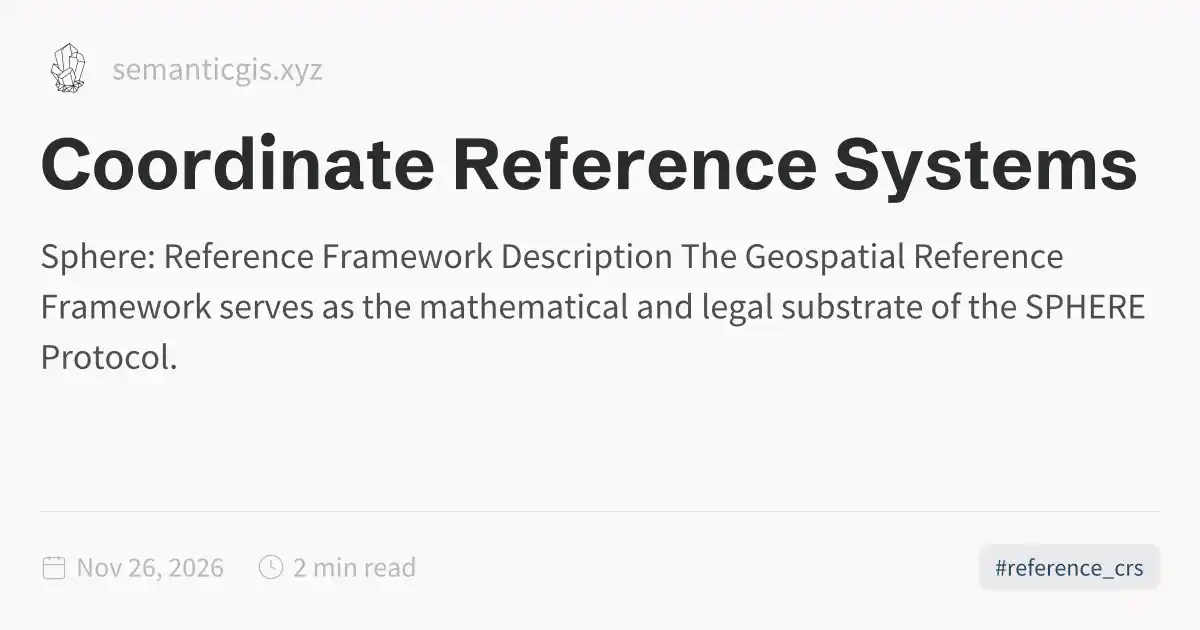 semanticgis.xyz
Coordinate Reference Systems
Sphere: Reference Framework Description The Geospatial Reference
Framework serves as the mathematical and legal substrate of the SPHERE
Protocol.
Nov 26, 2026
2 min read
#reference_crs